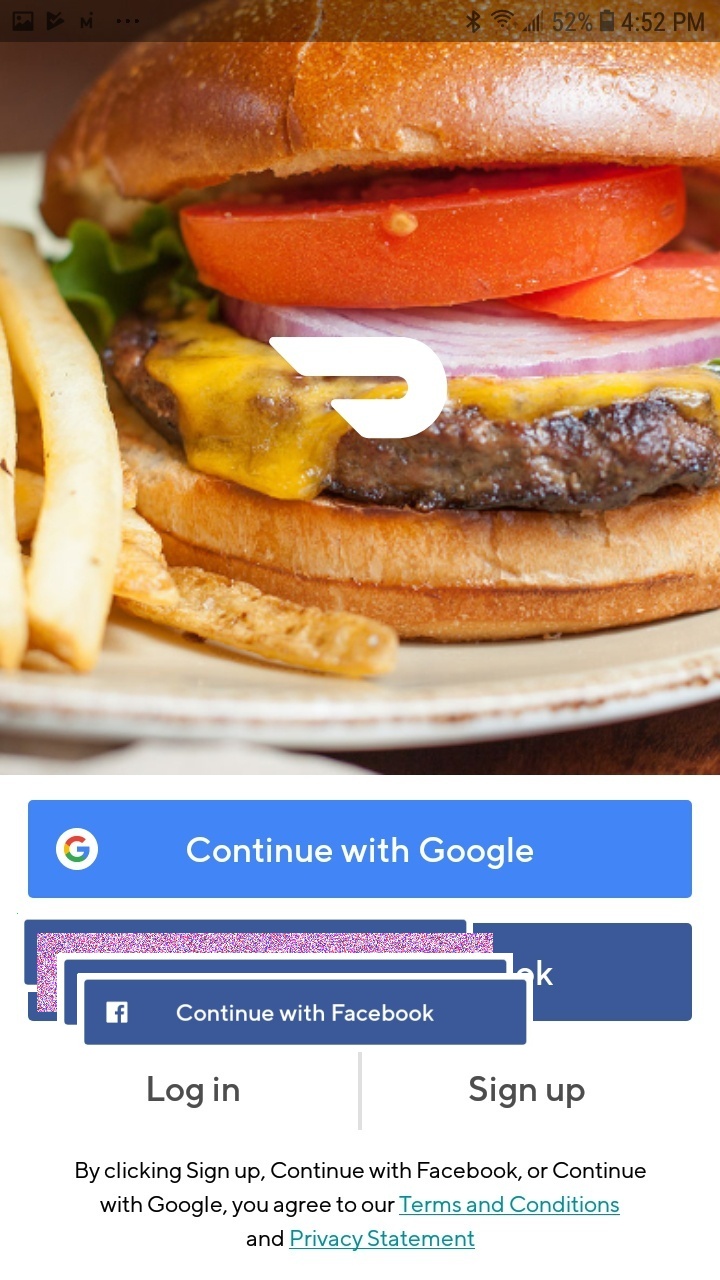 52% 4:52 PM
Continue with Google
ok
Continue with Facebook
Log in
Sign up
By clicking Sign up, Continue with Facebook, or Continue
with Google, you agree to our Terms and Conditions
and Privacy Statement